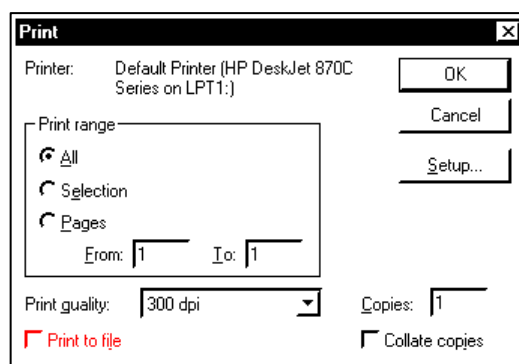 Print
Printer: Default Printer (HP DeskJet 870C
Series on LPT1:)
OK
Cancel
Setup...
Print range
All
Selection
Pages
From: 1 To: 1
Print quality: 300 dpi Copies: 1
Print to file Collate copies